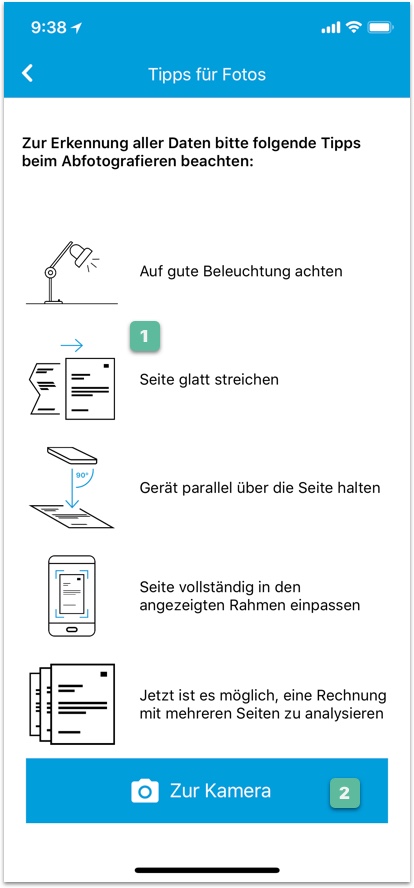 9:38
Tipps für Fotos
Zur Erkennung aller Daten bitte folgende Tipps
beim Abfotografieren beachten:
Auf gute Beleuchtung achten
1
Seite glatt streichen
90°
Gerät parallel über die Seite halten
Seite vollständig in den
angezeigten Rahmen einpassen
Jetzt ist es möglich, eine Rechnung
mit mehreren Seiten zu analysieren
Zur Kamera
2